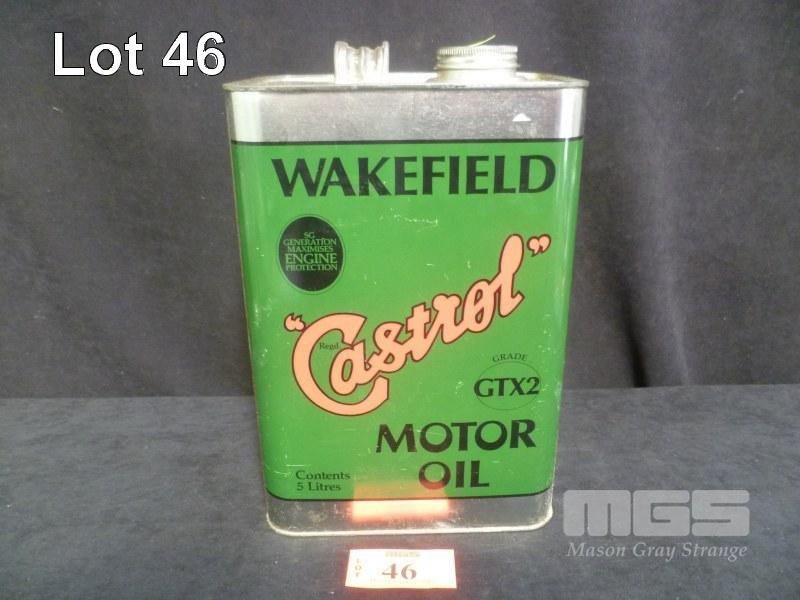 Lot 46
WAKEFIELD
SG
GENERATION
MAXIMISES
ENGINE
PROTECTION
"Castrol"
Regd.
GRADE
GTX2
MOTOR
OIL
Contents
5 Litres
MGS
Mason Gray Strange
MGS
LOT
46